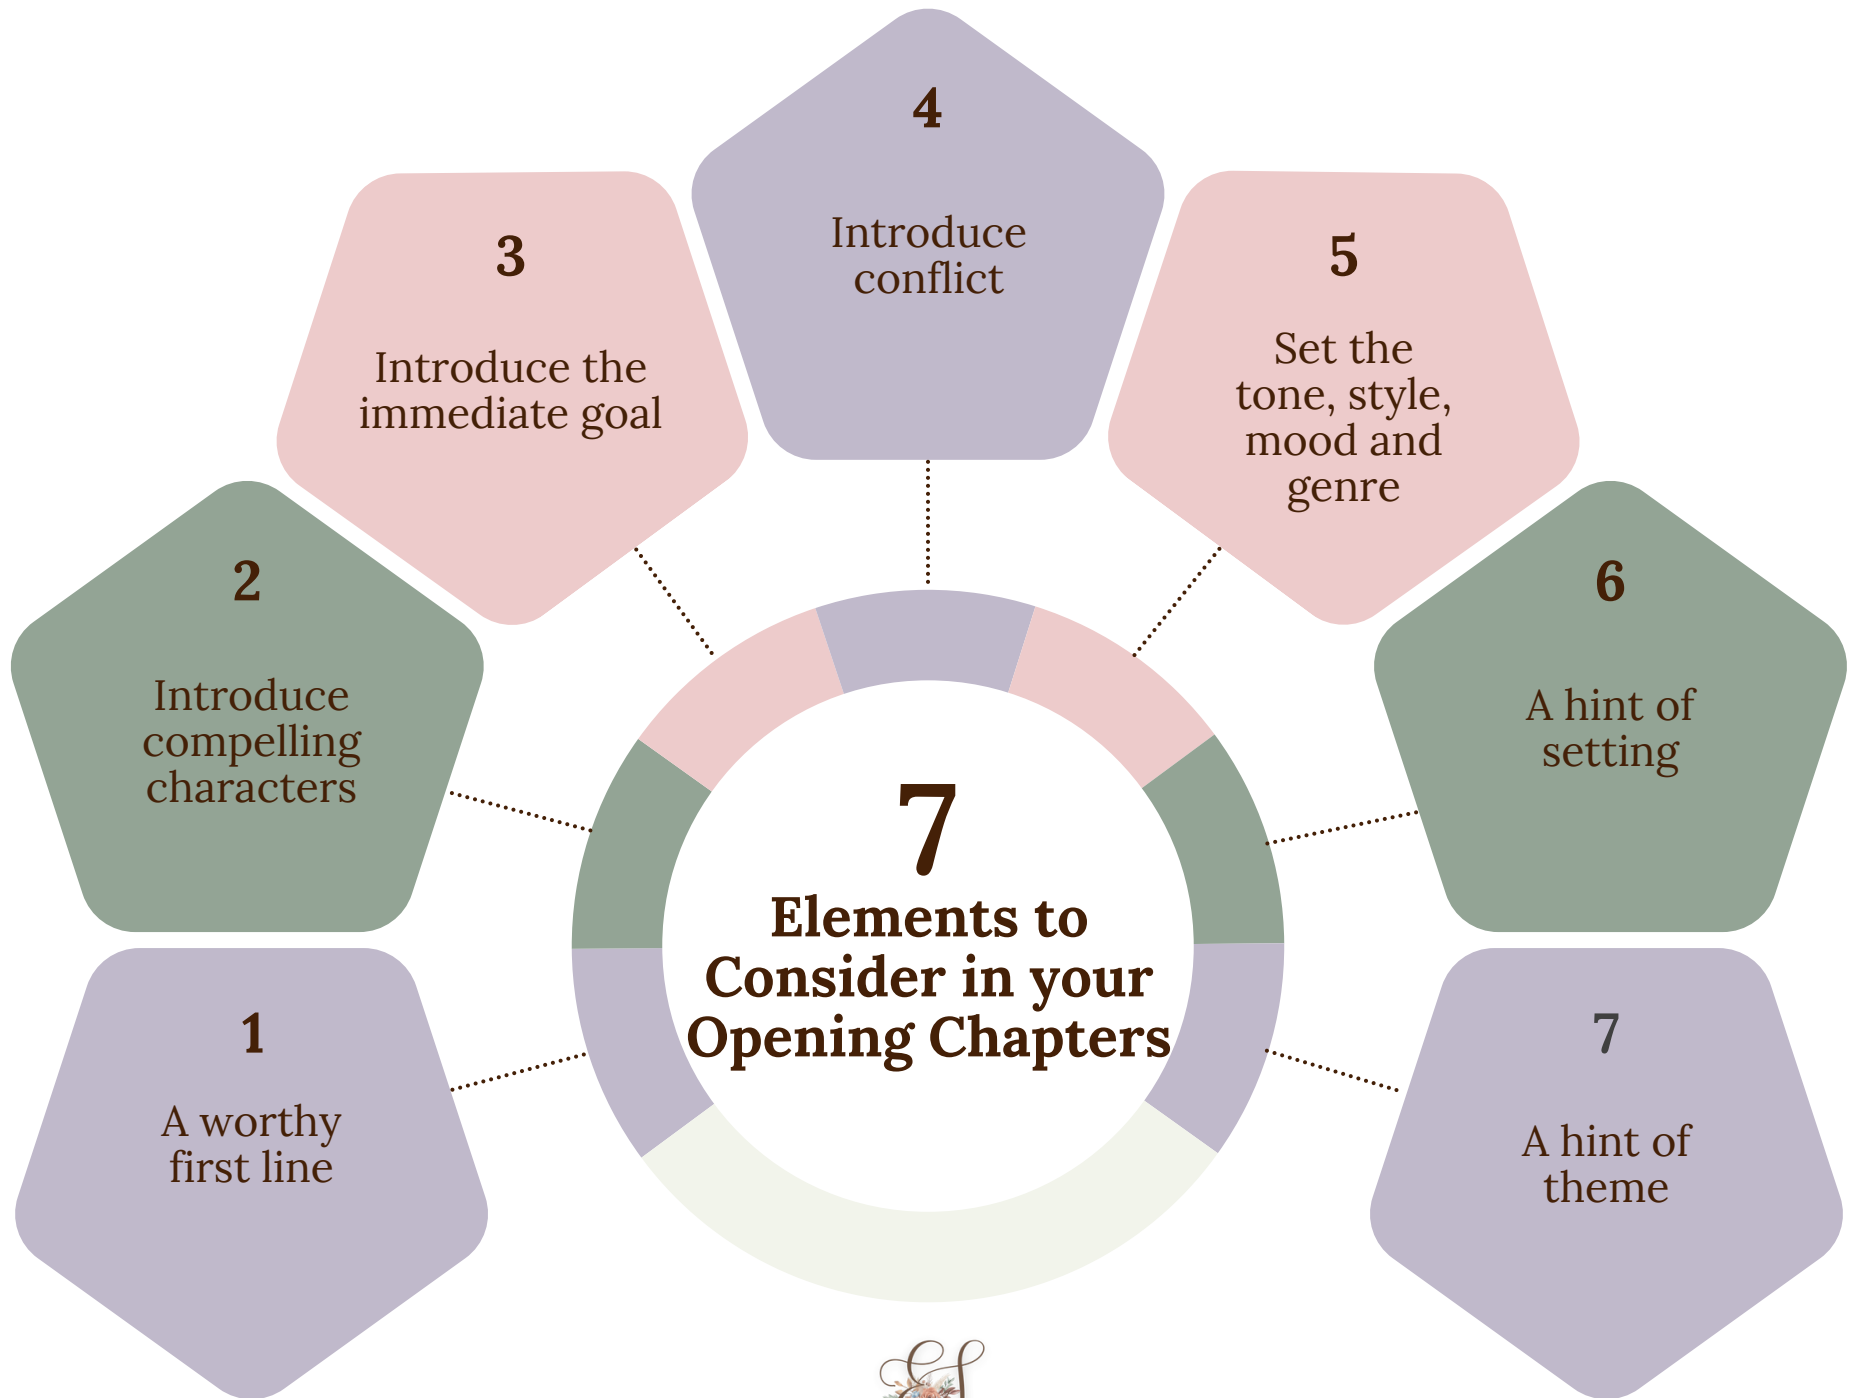 4
Introduce
conflict
3
Introduce the
immediate goal
5
Set the
tone, style,
mood and
genre
2
Introduce
compelling
characters
6
A hint of
setting
1
A worthy
first line
7
A hint of
theme
7
Elements to
Consider in your
Opening Chapters